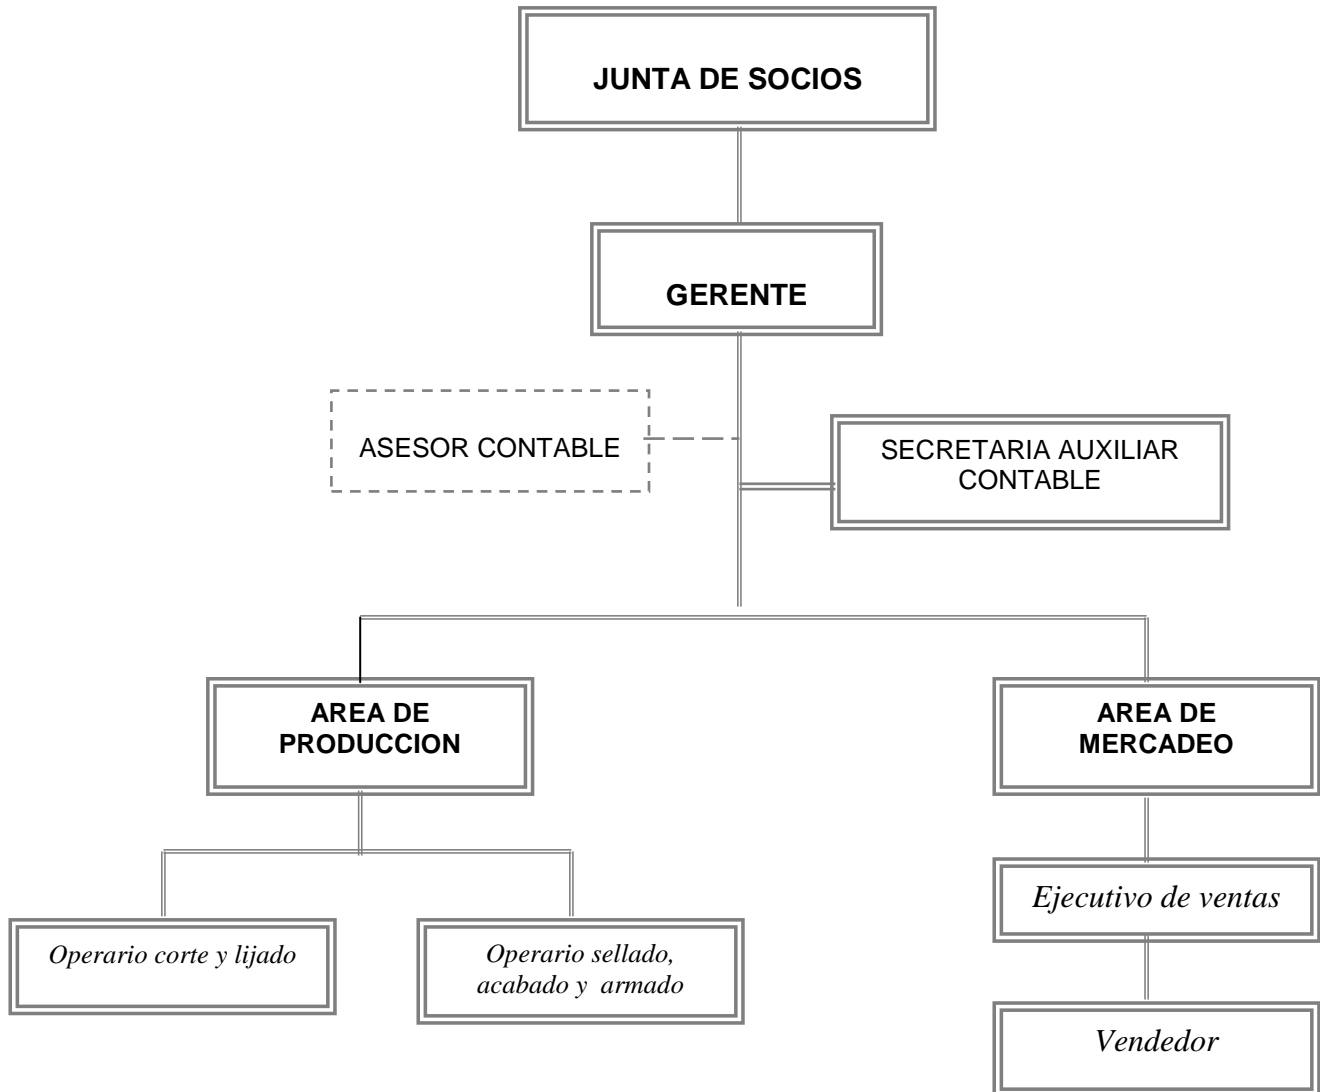 JUNTA DE SOCIOS
GERENTE
ASESOR CONTABLE
SECRETARIA AUXILIAR
CONTABLE
AREA DE
PRODUCCION
AREA DE
MERCADEO
Operario corte y lijado
Operario sellado,
acabado y armado
Ejecutivo de ventas
Vendedor